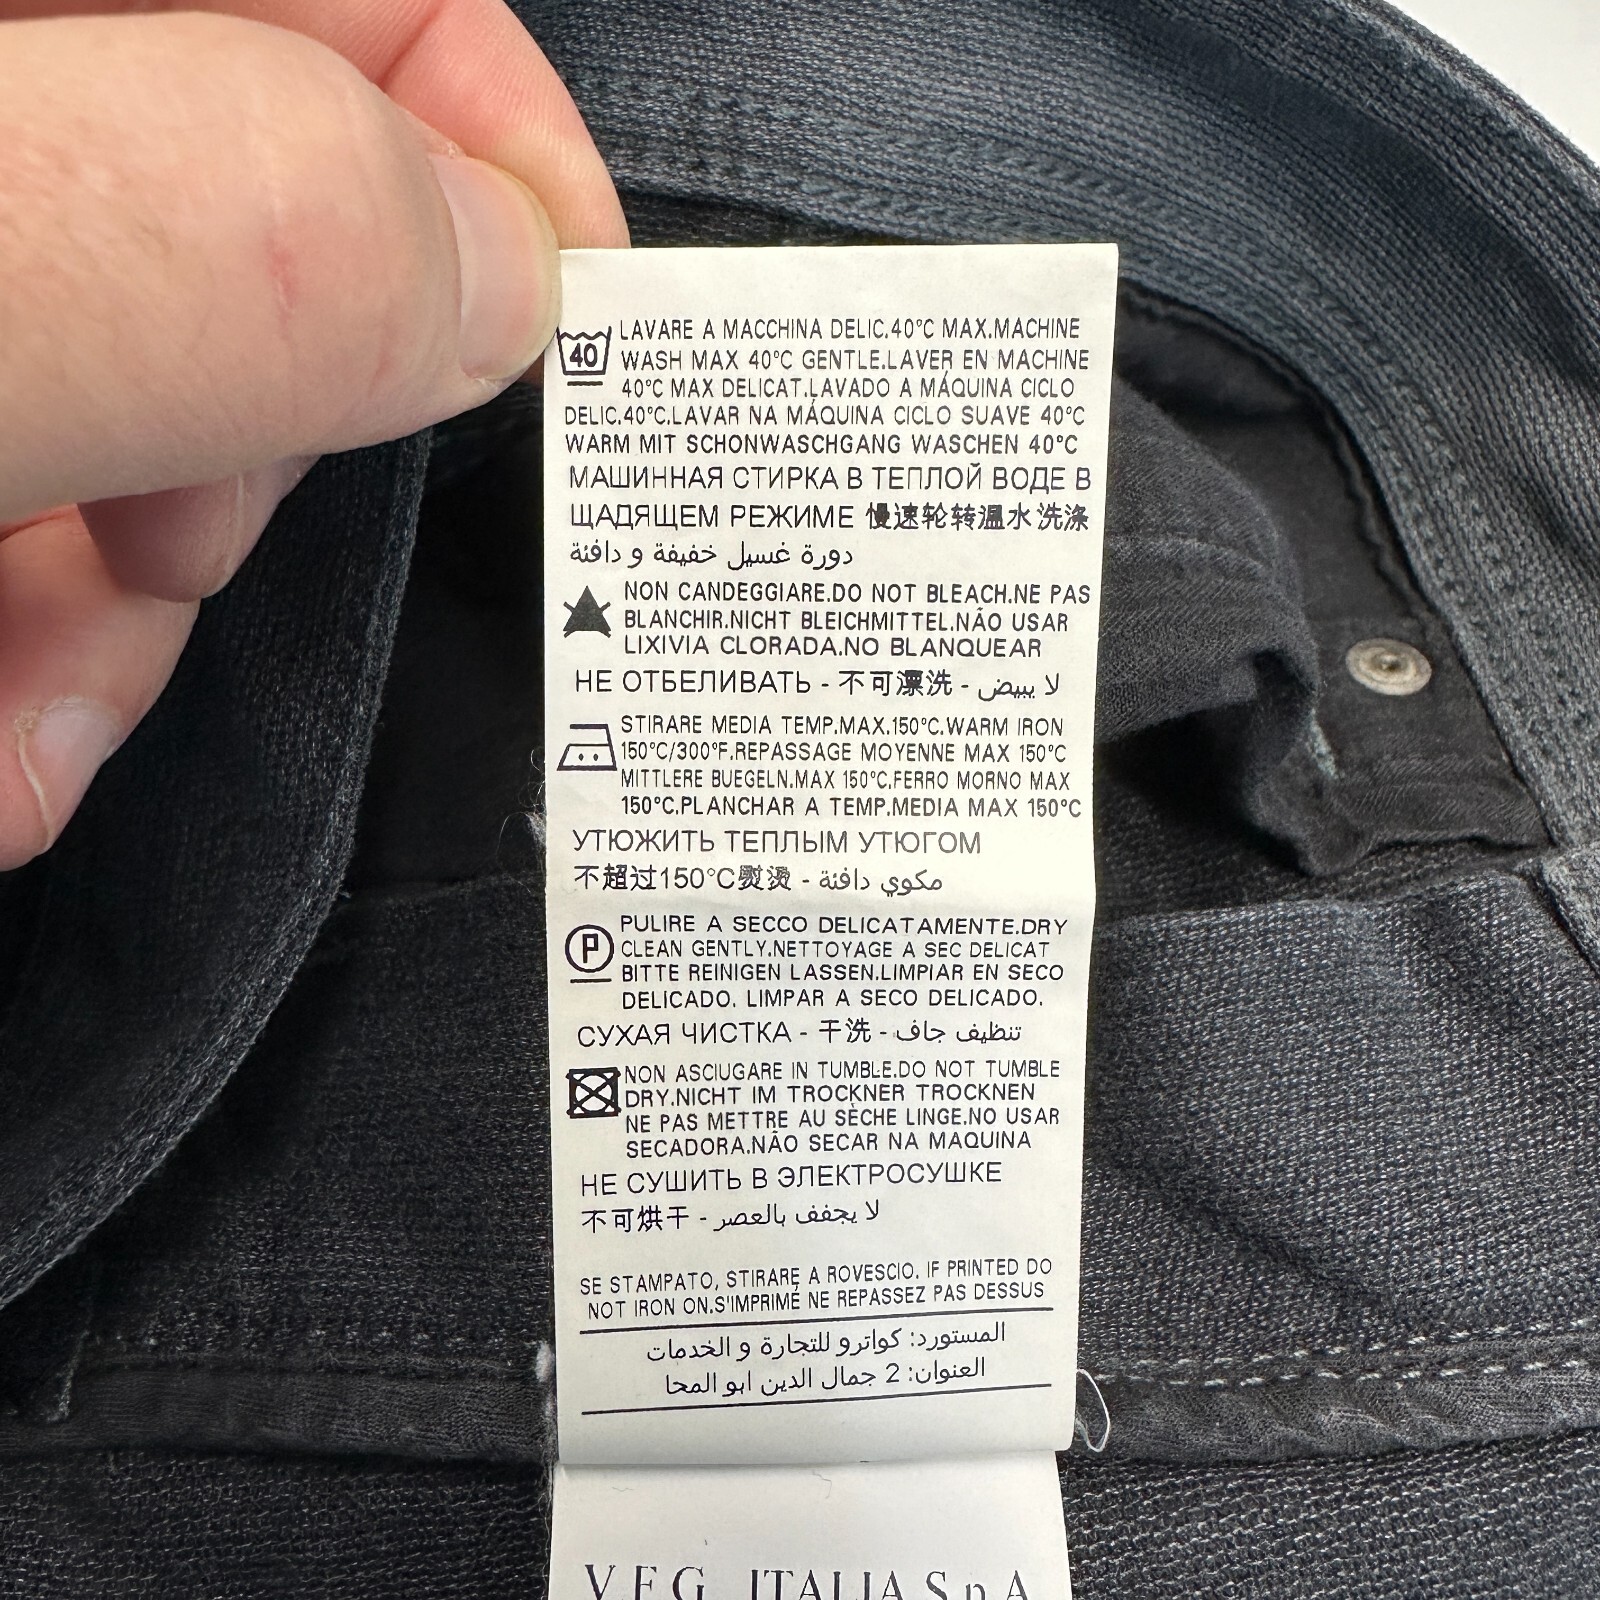 40
LAVARE A MACCHINA DELIC.40°C MAX.MACHINE
WASH MAX 40°C GENTLE.LAVER EN MACHINE
40°C MAX DELICAT.LAVADO A MÁQUINA CICLO
DELIC.40°C.LAVAR NA MÁQUINA CICLO SUAVE 40°C
WARM MIT SCHONWASCHGANG WASCHEN 40°C
МАШИННАЯ СТИРКА В ТЕПЛОЙ ВОДЕ В
ЩАДЯЩЕМ РЕЖИМЕ 慢速轮转温水洗涤
دورة غسيل خفيفة و دافئة
NON CANDEGGIARE.DO NOT BLEACH.NE PAS
BLANCHIR.NICHT BLEICHMITTEL.NÃO USAR
LIXIVIA CLORADA.NO BLANQUEAR
НЕ ОТБЕЛИВАТЬ - 不可漂洗 - لا يبيض
STIRARE MEDIA TEMP.MAX.150°C.WARM IRON
150°C/300°F.REPASSAGE MOYENNE MAX 150°C
MITTLERE BUEGELN.MAX 150°C.FERRO MORNO MAX
150°C.PLANCHAR A TEMP.MEDIA MAX 150°C
УТЮЖИТЬ ТЕПЛЫМ УТЮГОМ
不超过150°C熨烫 - مكوي دافئة
P
PULIRE A SECCO DELICATAMENTE.DRY
CLEAN GENTLY.NETTOYAGE A SEC DELICAT
BITTE REINIGEN LASSEN.LIMPIAR EN SECO
DELICADO. LIMPAR A SECO DELICADO.
СУХАЯ ЧИСТКА - 干洗 - تنظيف جاف
NON ASCIUGARE IN TUMBLE.DO NOT TUMBLE
DRY.NICHT IM TROCKNER TROCKNEN
NE PAS METTRE AU SÈCHE LINGE.NO USAR
SECADORA.NÃO SECAR NA MAQUINA
НЕ СУШИТЬ В ЭЛЕКТРОСУШКЕ
不可烘干 - لا يجفف بالعصر
SE STAMPATO, STIRARE A ROVESCIO. IF PRINTED DO
NOT IRON ON.S'IMPRIMÉ NE REPASSEZ PAS DESSUS
المستورد: كواترو للتجارة و الخدمات
العنوان: 2 جمال الدين ابو المحا
V.F.G. ITALIA S.p.A.